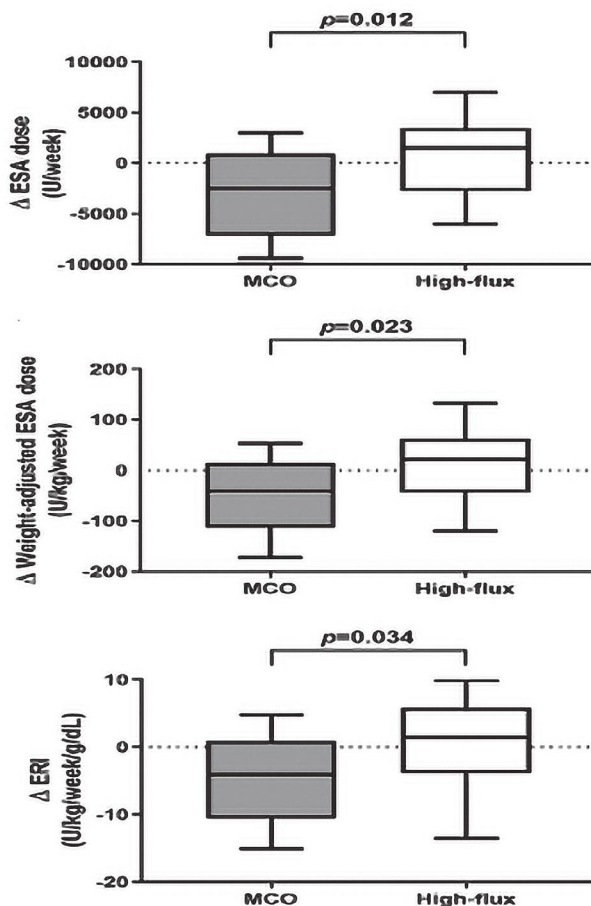 p=0.012
10000
5000
0
-5000
-10000
Δ ESA dose
(U/week)
MCO High-flux
p=0.023
200
100
0
-100
-200
Δ Weight-adjusted ESA dose
(U/kg/week)
MCO High-flux
p=0.034
10
0
-10
-20
Δ ERI
(U/kg/week/g/dL)
MCO High-flux